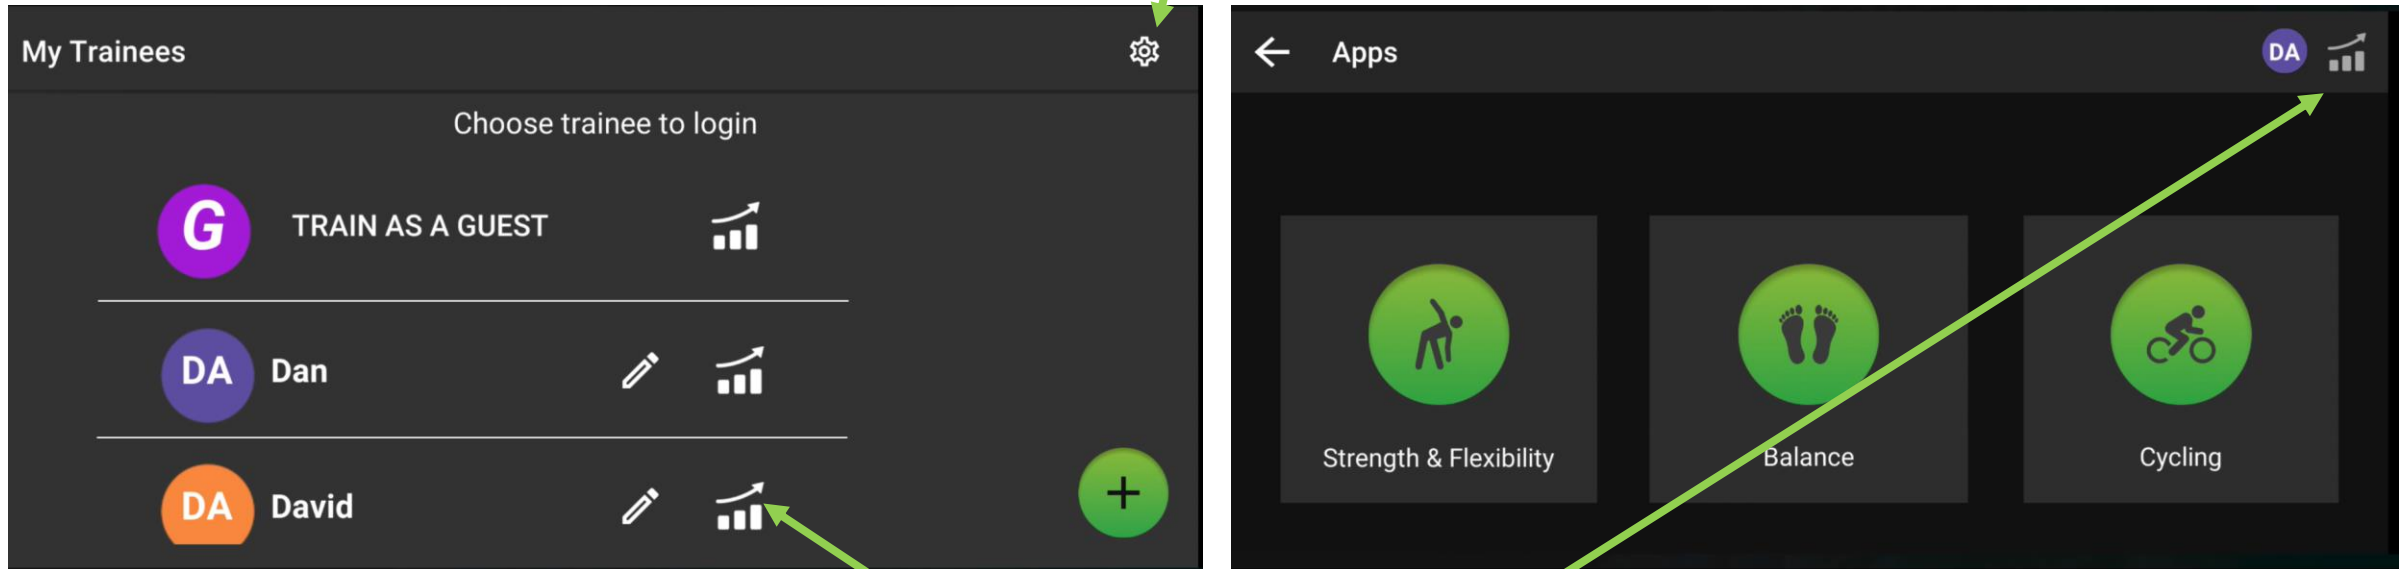 My Trainees
Choose trainee to login
G TRAIN AS A GUEST
DA Dan
DA David
+
Apps DA
Strength & Flexibility
Balance
Cycling